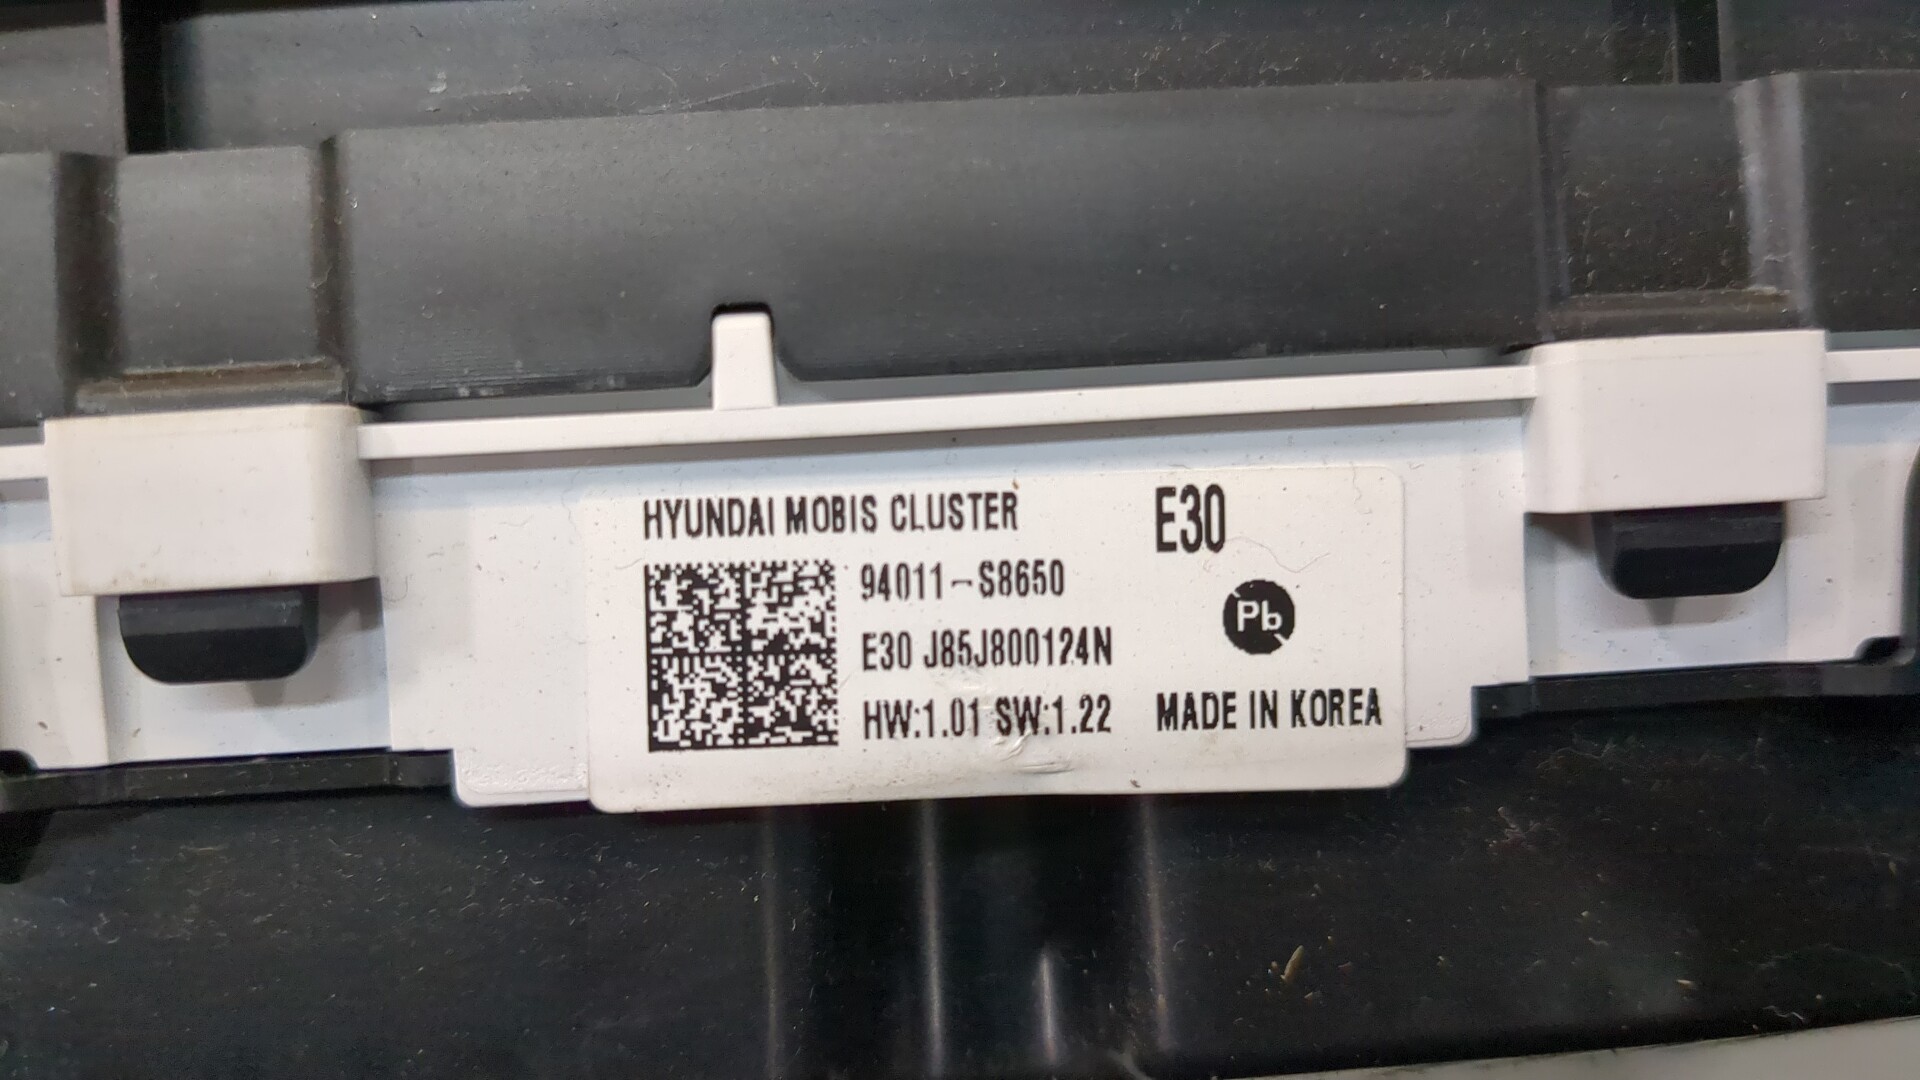 HYUNDAI MOBIS CLUSTER
E30
94011-S8650
Pb
E30 J85J800124N
HW:1.01 SW:1.22
MADE IN KOREA